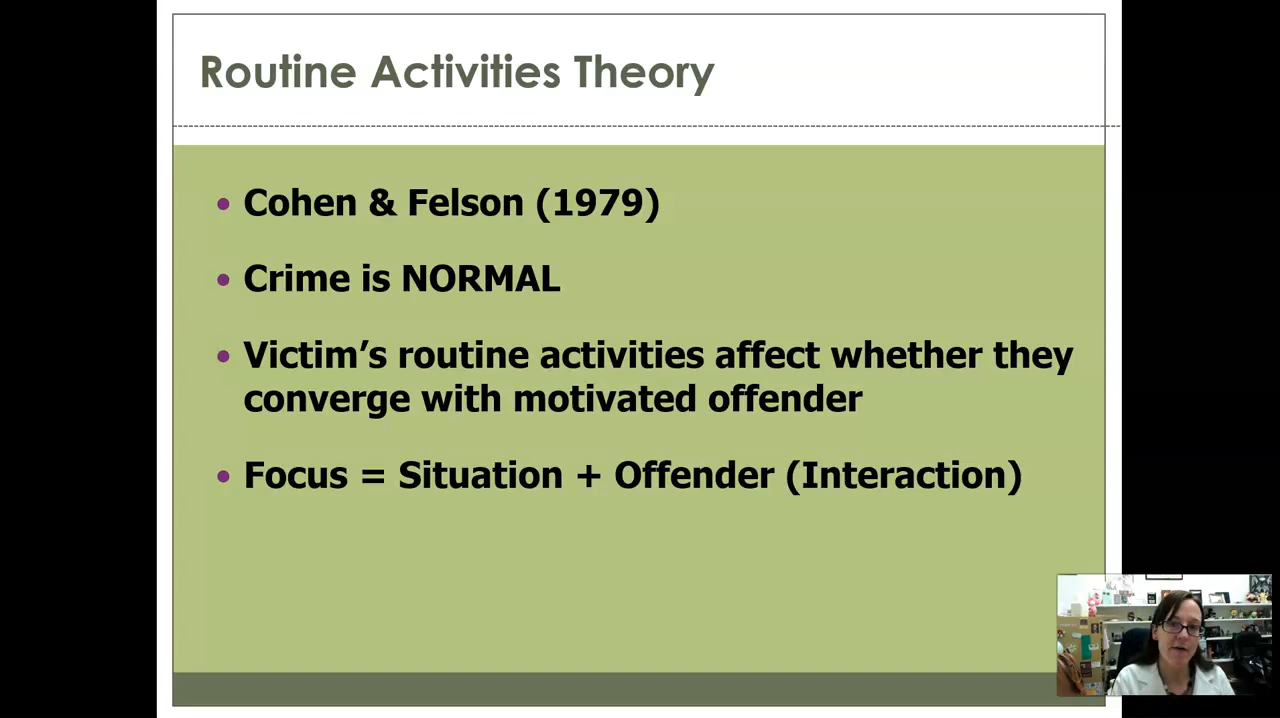 Routine Activities Theory
• Cohen & Felson (1979)
• Crime is NORMAL
• Victim’s routine activities affect whether they
converge with motivated offender
• Focus = Situation + Offender (Interaction)